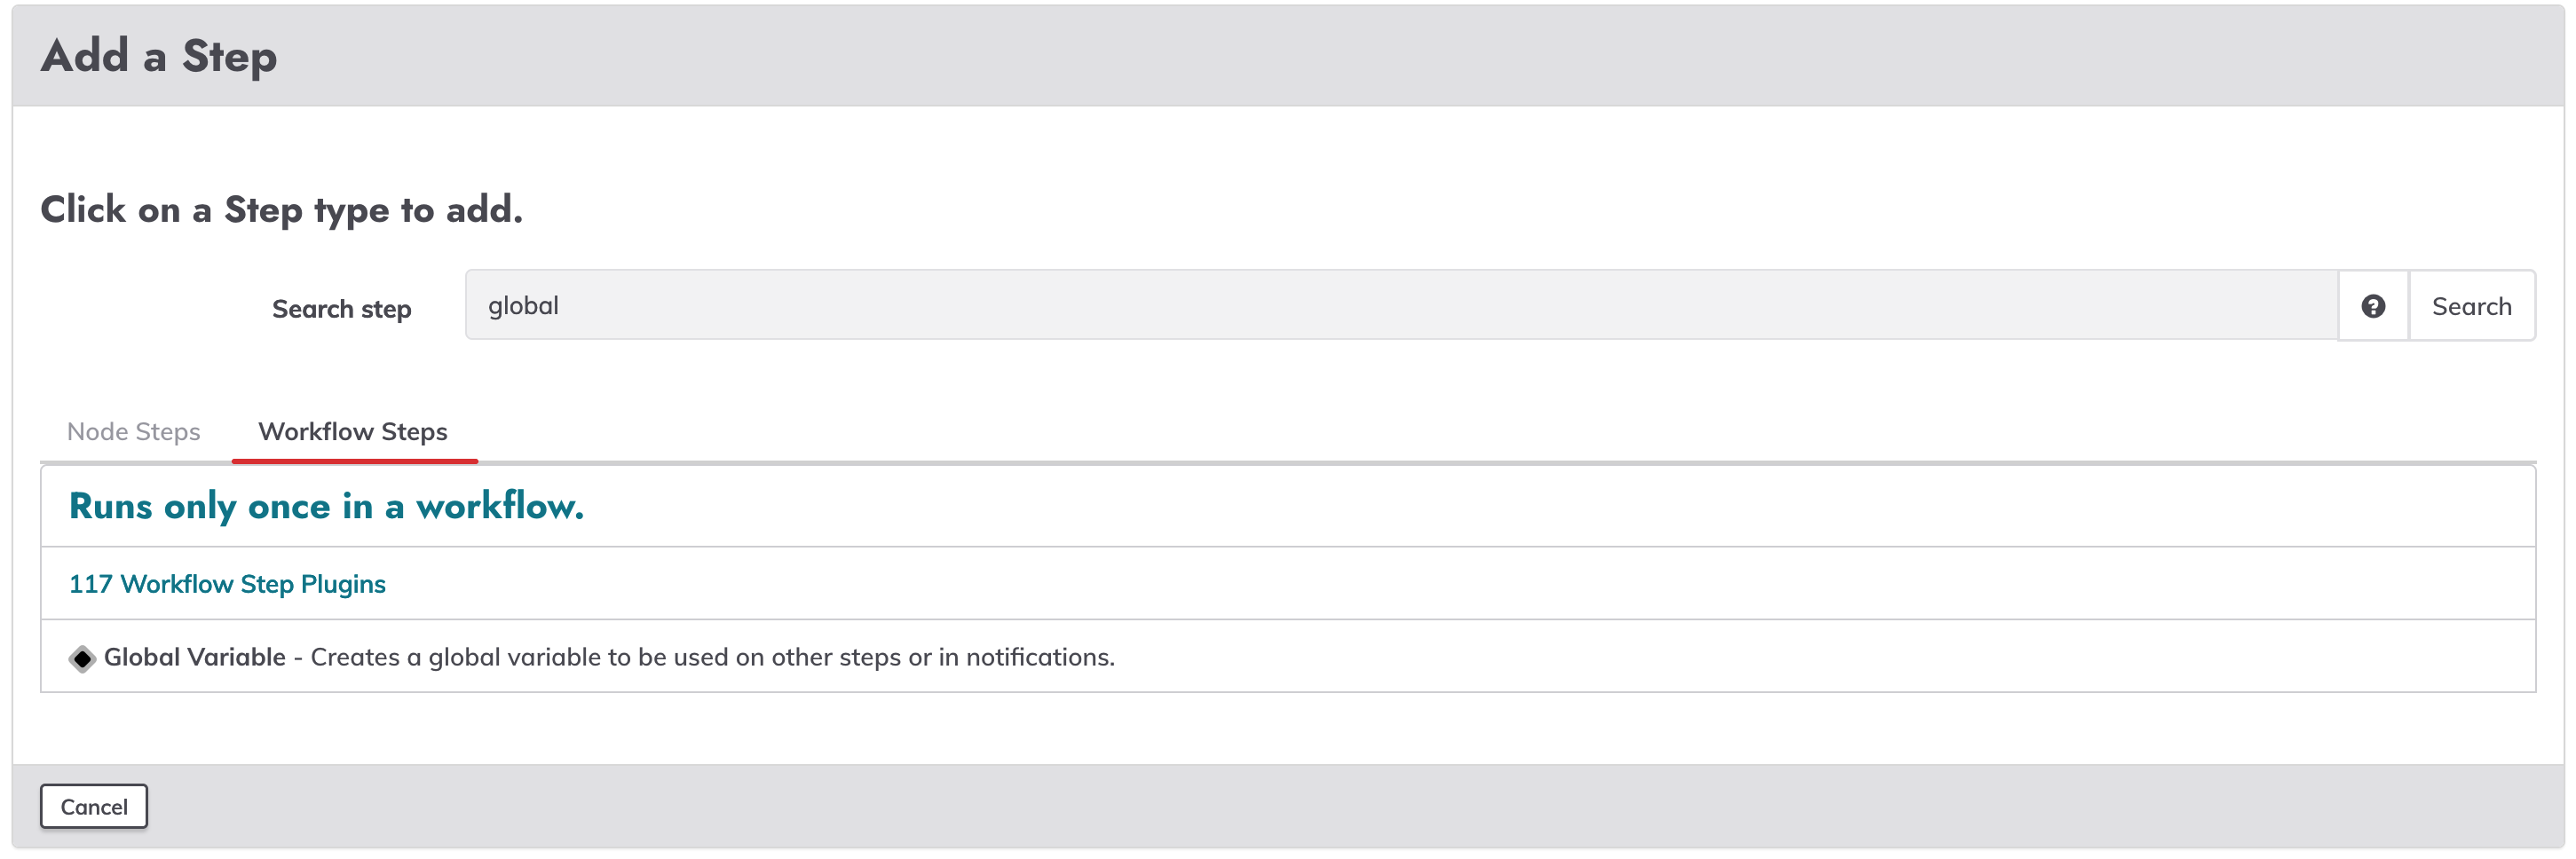 Add a Step
Click on a Step type to add.
Search step
global
Search
Node Steps
Workflow Steps
Runs only once in a workflow.
117 Workflow Step Plugins
Global Variable - Creates a global variable to be used on other steps or in notifications.
Cancel